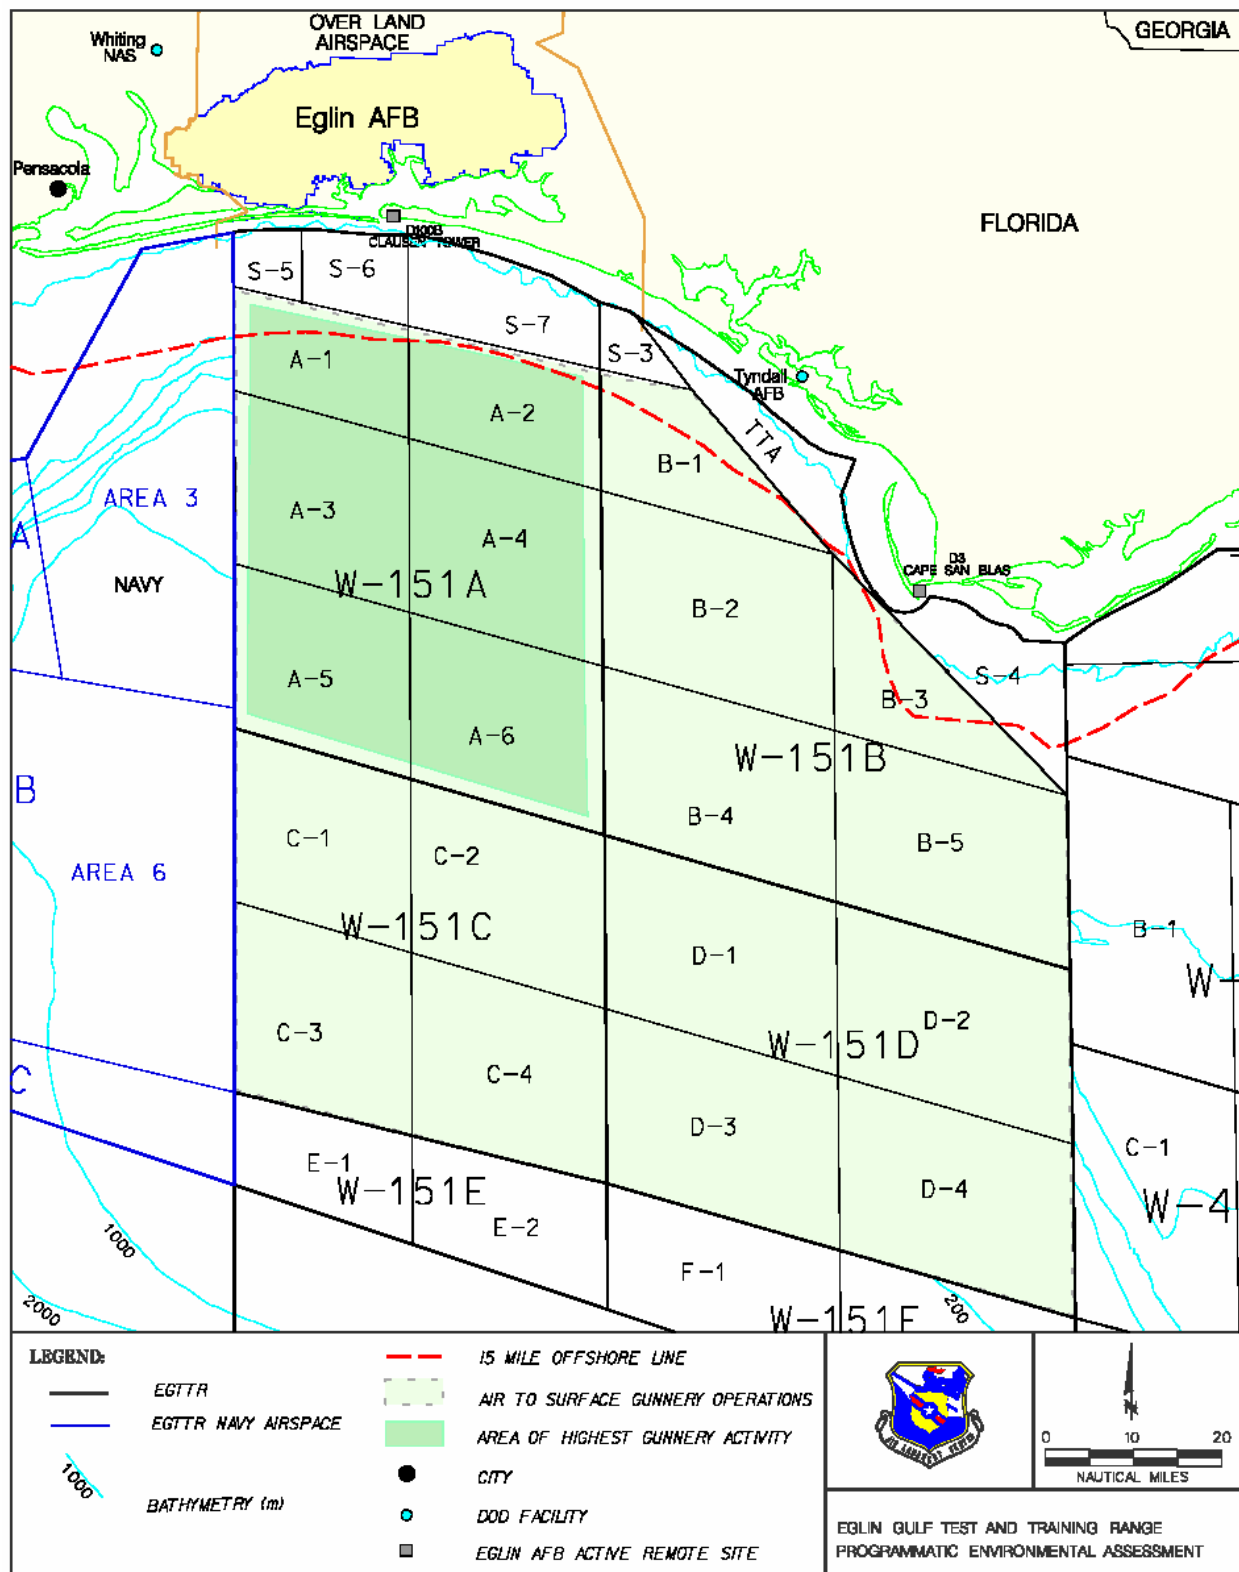 OVER LAND
AIRSPACE
GEORGIA
Whiting
NAS
Eglin AFB
Pensacola
FLORIDA
D100B
CLAUSEN TOWER
S-5
S-6
S-7
S-3
A-1
A-2
Tyndall
AFB
TTA
B-1
AREA 3
A
A-3
A-4
W-151A
NAVY
D3
CAPE SAN BLAS
B-2
A-5
A-6
B-3
S-4
W-151B
B
B-4
B-5
AREA 6
C-1
C-2
W-151C
D-1
B-1
W-
C-3
C-4
D-2
W-151D
C
D-3
D-4
C-1
W-4
E-1
W-151E
E-2
F-1
W-151F
1000
2000
200
LEGEND:
EGTTR
EGTTR NAVY AIRSPACE
1000
BATHYMETRY (m)
15 MILE OFFSHORE LINE
AIR TO SURFACE GUNNERY OPERATIONS
AREA OF HIGHEST GUNNERY ACTIVITY
CITY
DOD FACILITY
EGLIN AFB ACTIVE REMOTE SITE
N
0 10 20
NAUTICAL MILES
EGLIN GULF TEST AND TRAINING RANGE
PROGRAMMATIC ENVIRONMENTAL ASSESSMENT